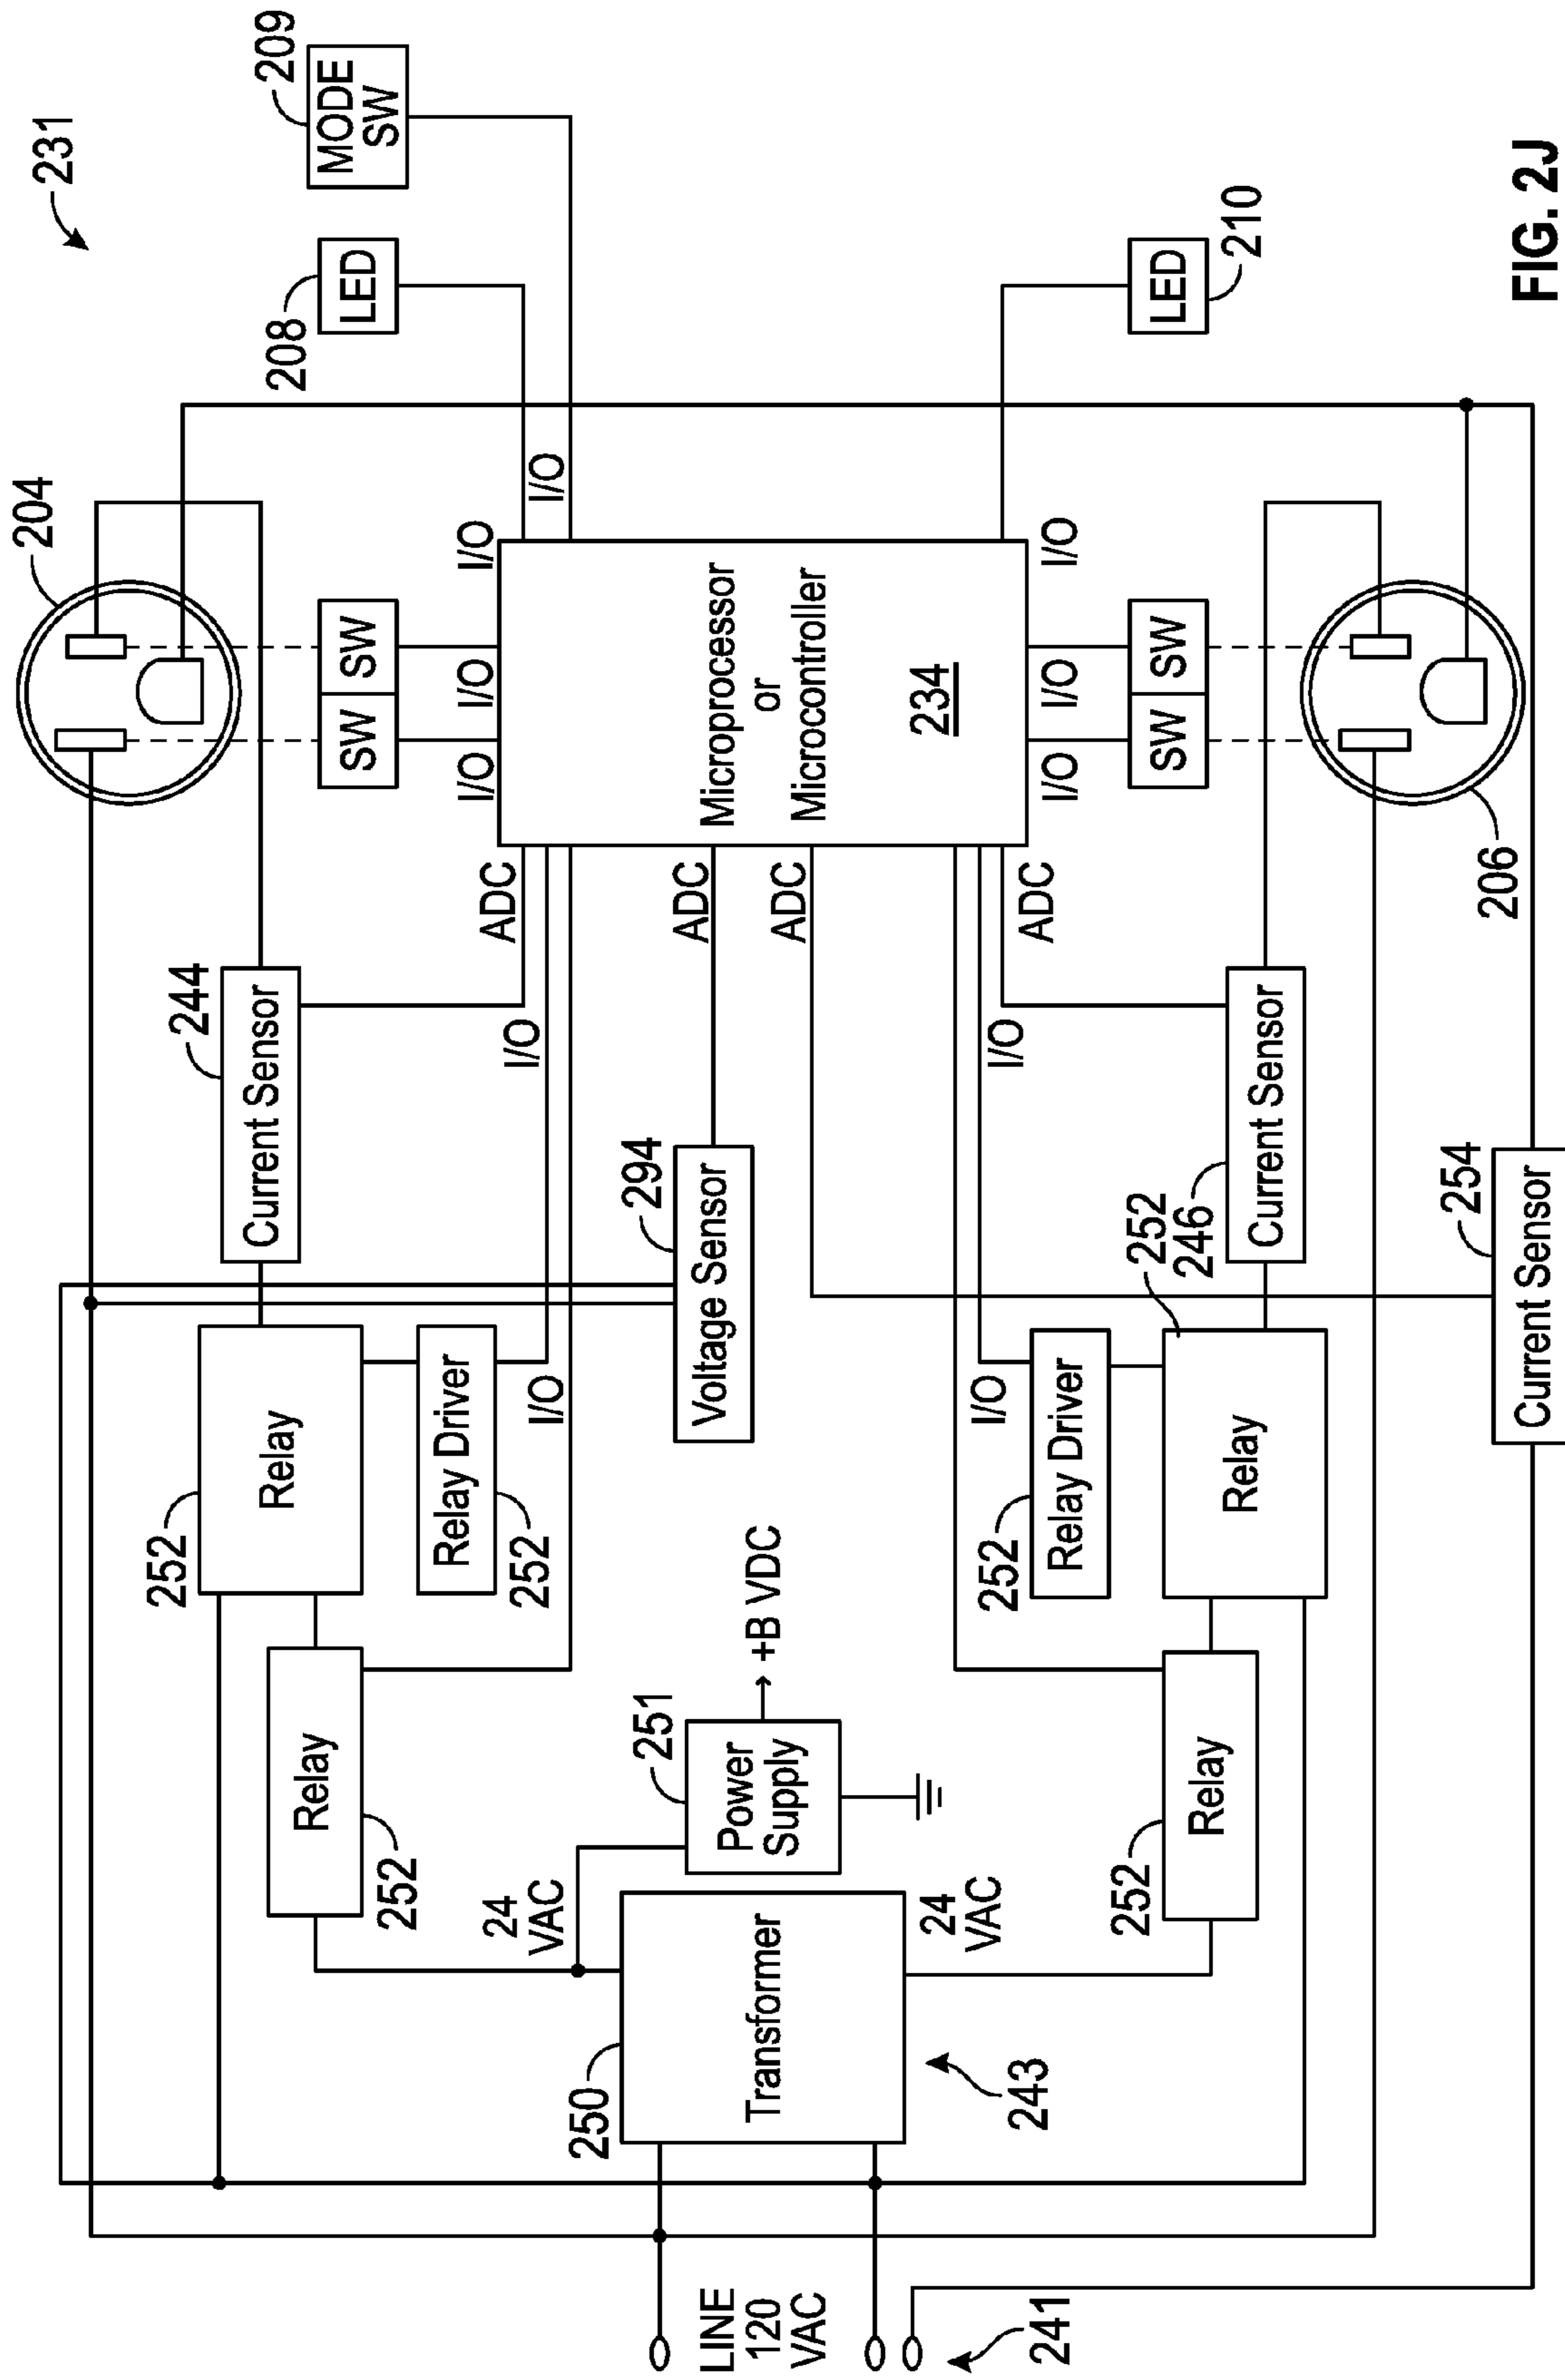 231
204
209
MODE
SW
208
LED
244
Current Sensor
252
Relay
252
Relay
252
Relay Driver
SW
SW
I/O
I/O
I/O
I/O
ADC
I/O
I/O
24
VAC
250
Transformer
243
251
Power
Supply
+B VDC
294
Voltage Sensor
ADC
ADC
Microprocessor
or
Microcontroller
234
LINE
120
VAC
241
24
VAC
252
Relay
252
Relay Driver
I/O
I/O
ADC
I/O
I/O
I/O
252
Relay
246
Current Sensor
SW
SW
LED
210
206
254
Current Sensor
FIG. 2J